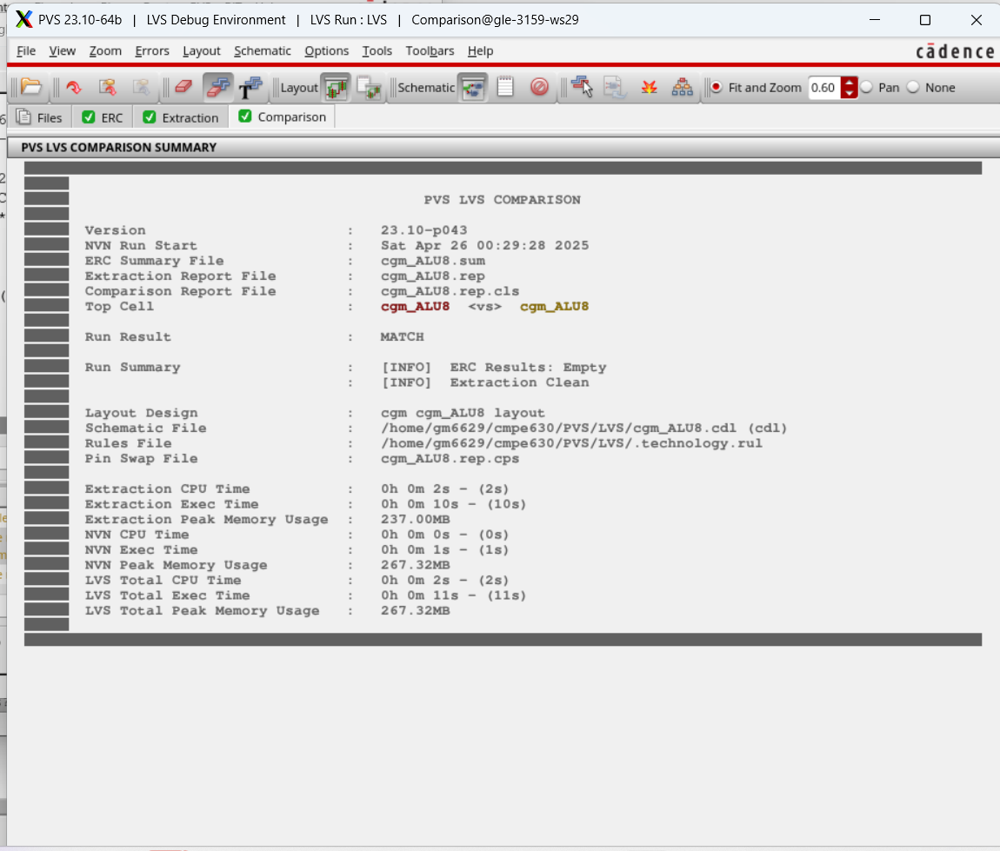 PVS 23.10-64b | LVS Debug Environment | LVS Run : LVS | Comparison@gle-3159-ws29
File View Zoom Errors Layout Schematic Options Tools Toolbars Help
cādence
Layout Schematic Fit and Zoom 0.60 Pan None
Files ERC Extraction Comparison
PVS LVS COMPARISON SUMMARY
PVS LVS COMPARISON
Version : 23.10-p043
NVN Run Start : Sat Apr 26 00:29:28 2025
ERC Summary File : cgm_ALU8.sum
Extraction Report File : cgm_ALU8.rep
Comparison Report File : cgm_ALU8.rep.cls
Top Cell : cgm_ALU8 <vs> cgm_ALU8
Run Result : MATCH
Run Summary : [INFO] ERC Results: Empty
: [INFO] Extraction Clean
Layout Design : cgm cgm_ALU8 layout
Schematic File : /home/gm6629/cmpe630/PVS/LVS/cgm_ALU8.cdl (cdl)
Rules File : /home/gm6629/cmpe630/PVS/LVS/.technology.rul
Pin Swap File : cgm_ALU8.rep.cps
Extraction CPU Time : 0h 0m 2s - (2s)
Extraction Exec Time : 0h 0m 10s - (10s)
Extraction Peak Memory Usage : 237.00MB
NVN CPU Time : 0h 0m 0s - (0s)
NVN Exec Time : 0h 0m 1s - (1s)
NVN Peak Memory Usage : 267.32MB
LVS Total CPU Time : 0h 0m 2s - (2s)
LVS Total Exec Time : 0h 0m 11s - (11s)
LVS Total Peak Memory Usage : 267.32MB